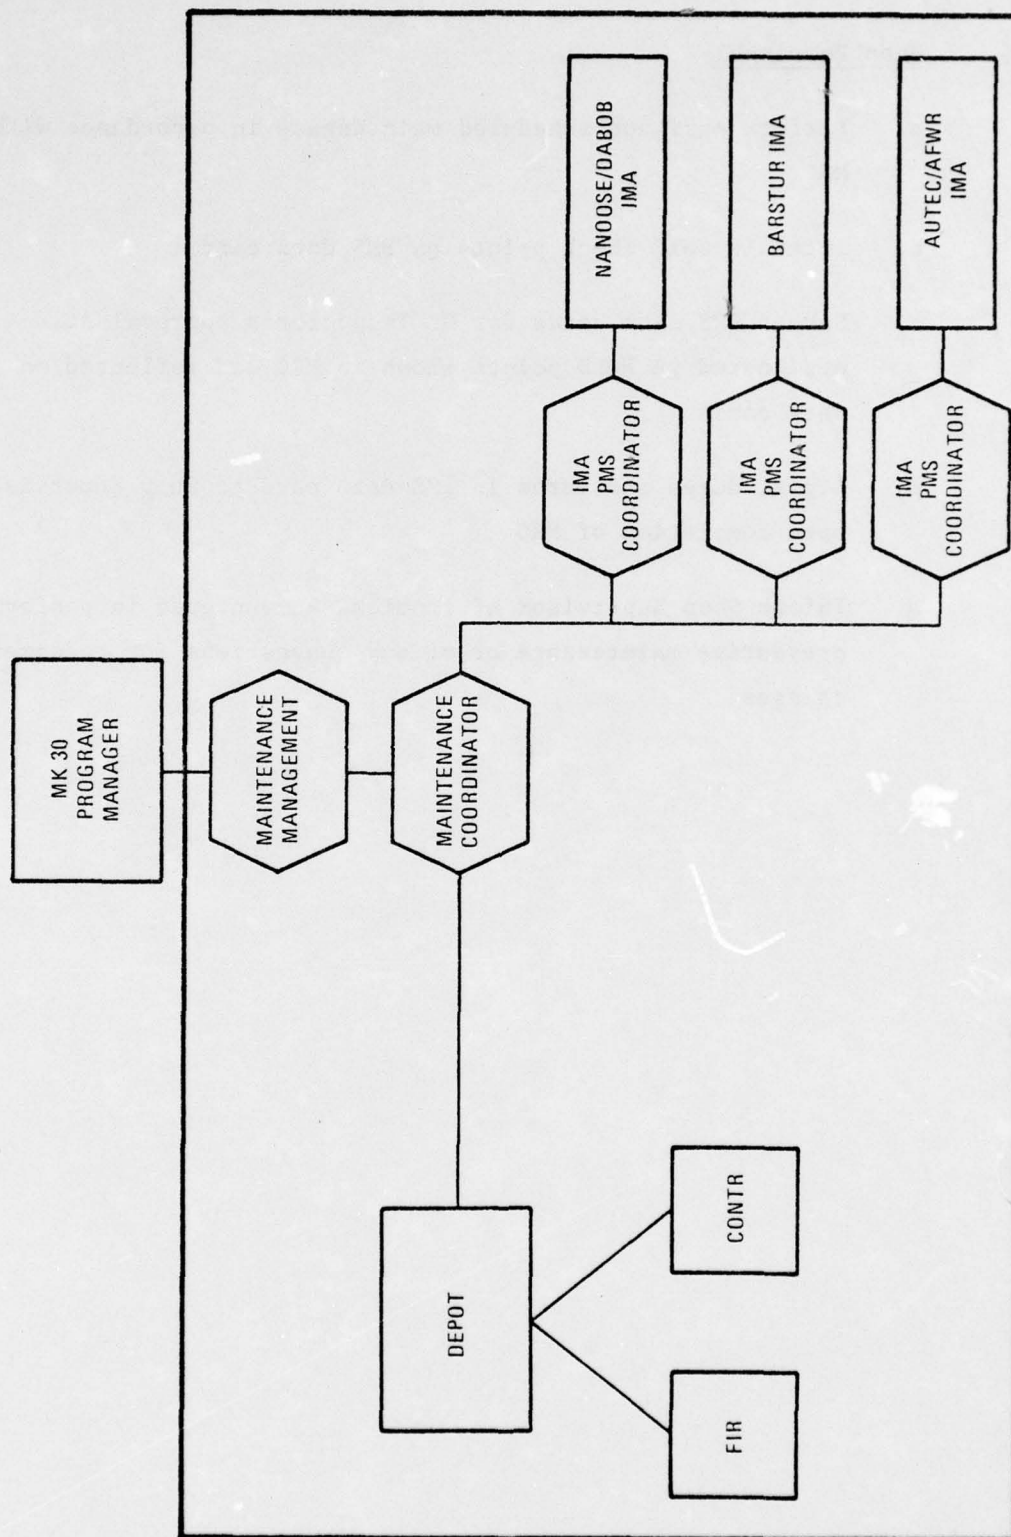 MK 30
PROGRAM
MANAGER
MAINTENANCE
MANAGEMENT
MAINTENANCE
COORDINATOR
DEPOT
FIR
CONTR
IMA
PMS
COORDINATOR
NANOOSE/DABOB
IMA
IMA
PMS
COORDINATOR
BARSTUR IMA
IMA
PMS
COORDINATOR
AUTEC/AFWR
IMA